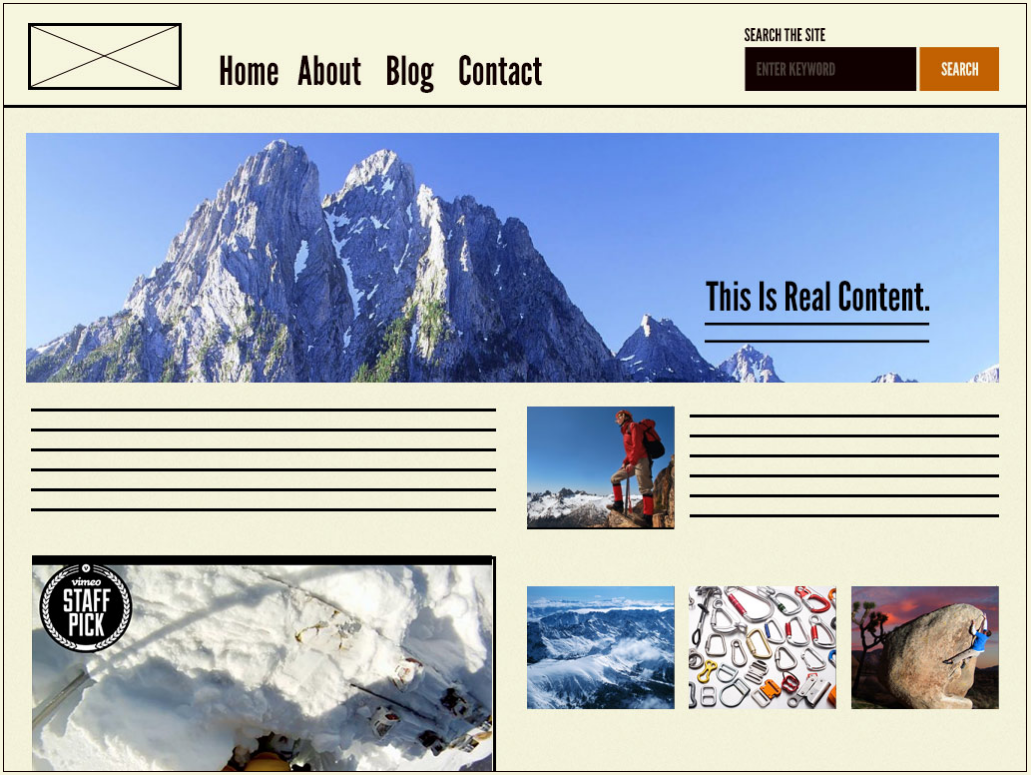 SEARCH THE SITE
Home About Blog Contact
ENTER KEYWORD SEARCH
This Is Real Content.
vimeo
STAFF
PICK